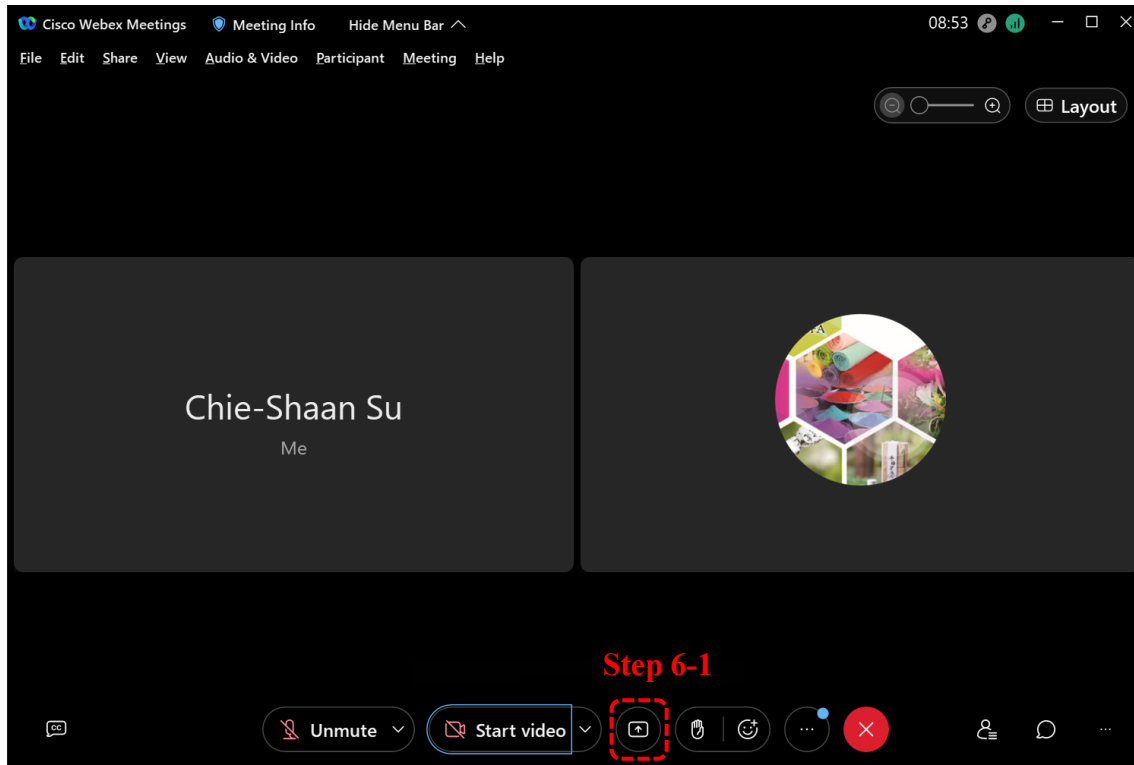 Cisco Webex Meetings Meeting Info Hide Menu Bar 08:53
File Edit Share View Audio & Video Participant Meeting Help
Layout
Chie-Shaan Su
Me
Step 6-1
CC Unmute Start video